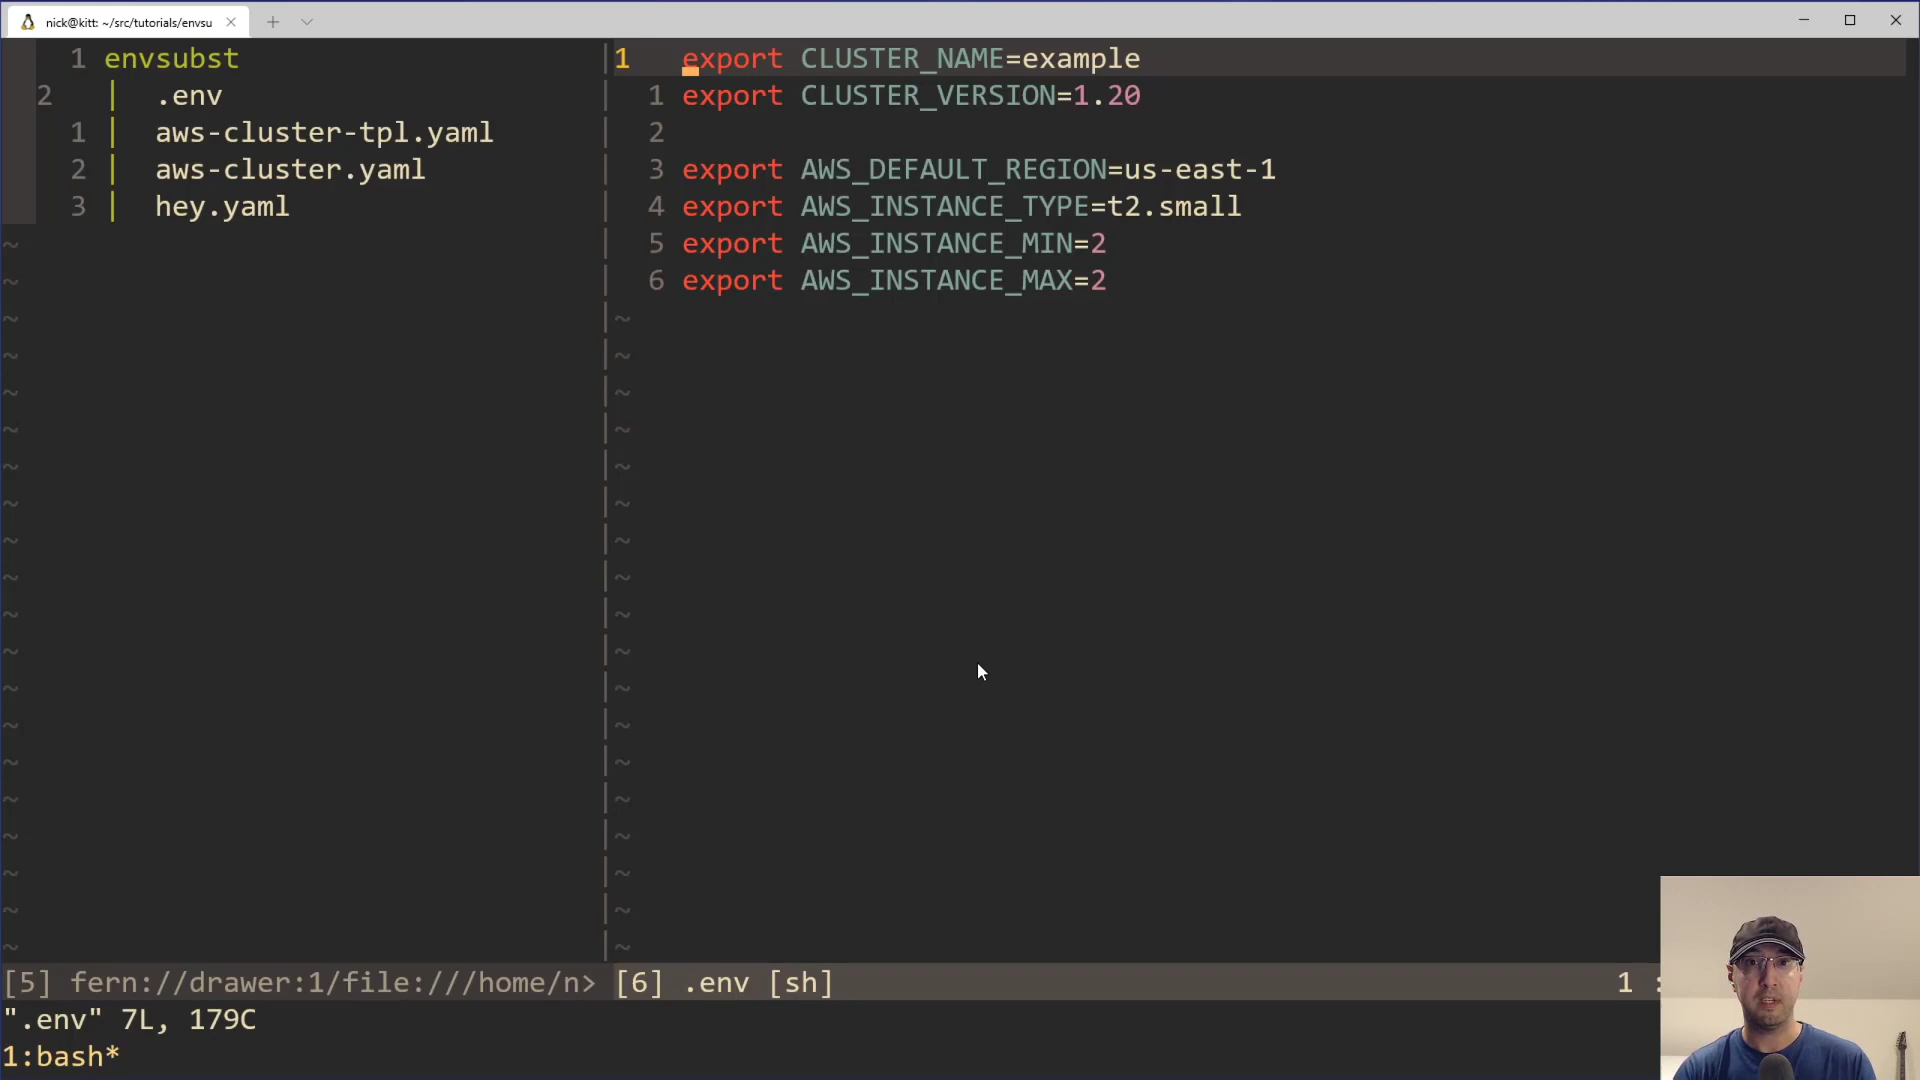 nick@kitt: ~/src/tutorials/envsu
1 envsubst
2 | .env
1 | aws-cluster-tpl.yaml
2 | aws-cluster.yaml
3 | hey.yaml
1 export CLUSTER_NAME=example
1 export CLUSTER_VERSION=1.20
2
3 export AWS_DEFAULT_REGION=us-east-1
4 export AWS_INSTANCE_TYPE=t2.small
5 export AWS_INSTANCE_MIN=2
6 export AWS_INSTANCE_MAX=2
[5] fern://drawer:1/file:///home/n> [6] .env [sh] 1 :
".env" 7L, 179C
1:bash*